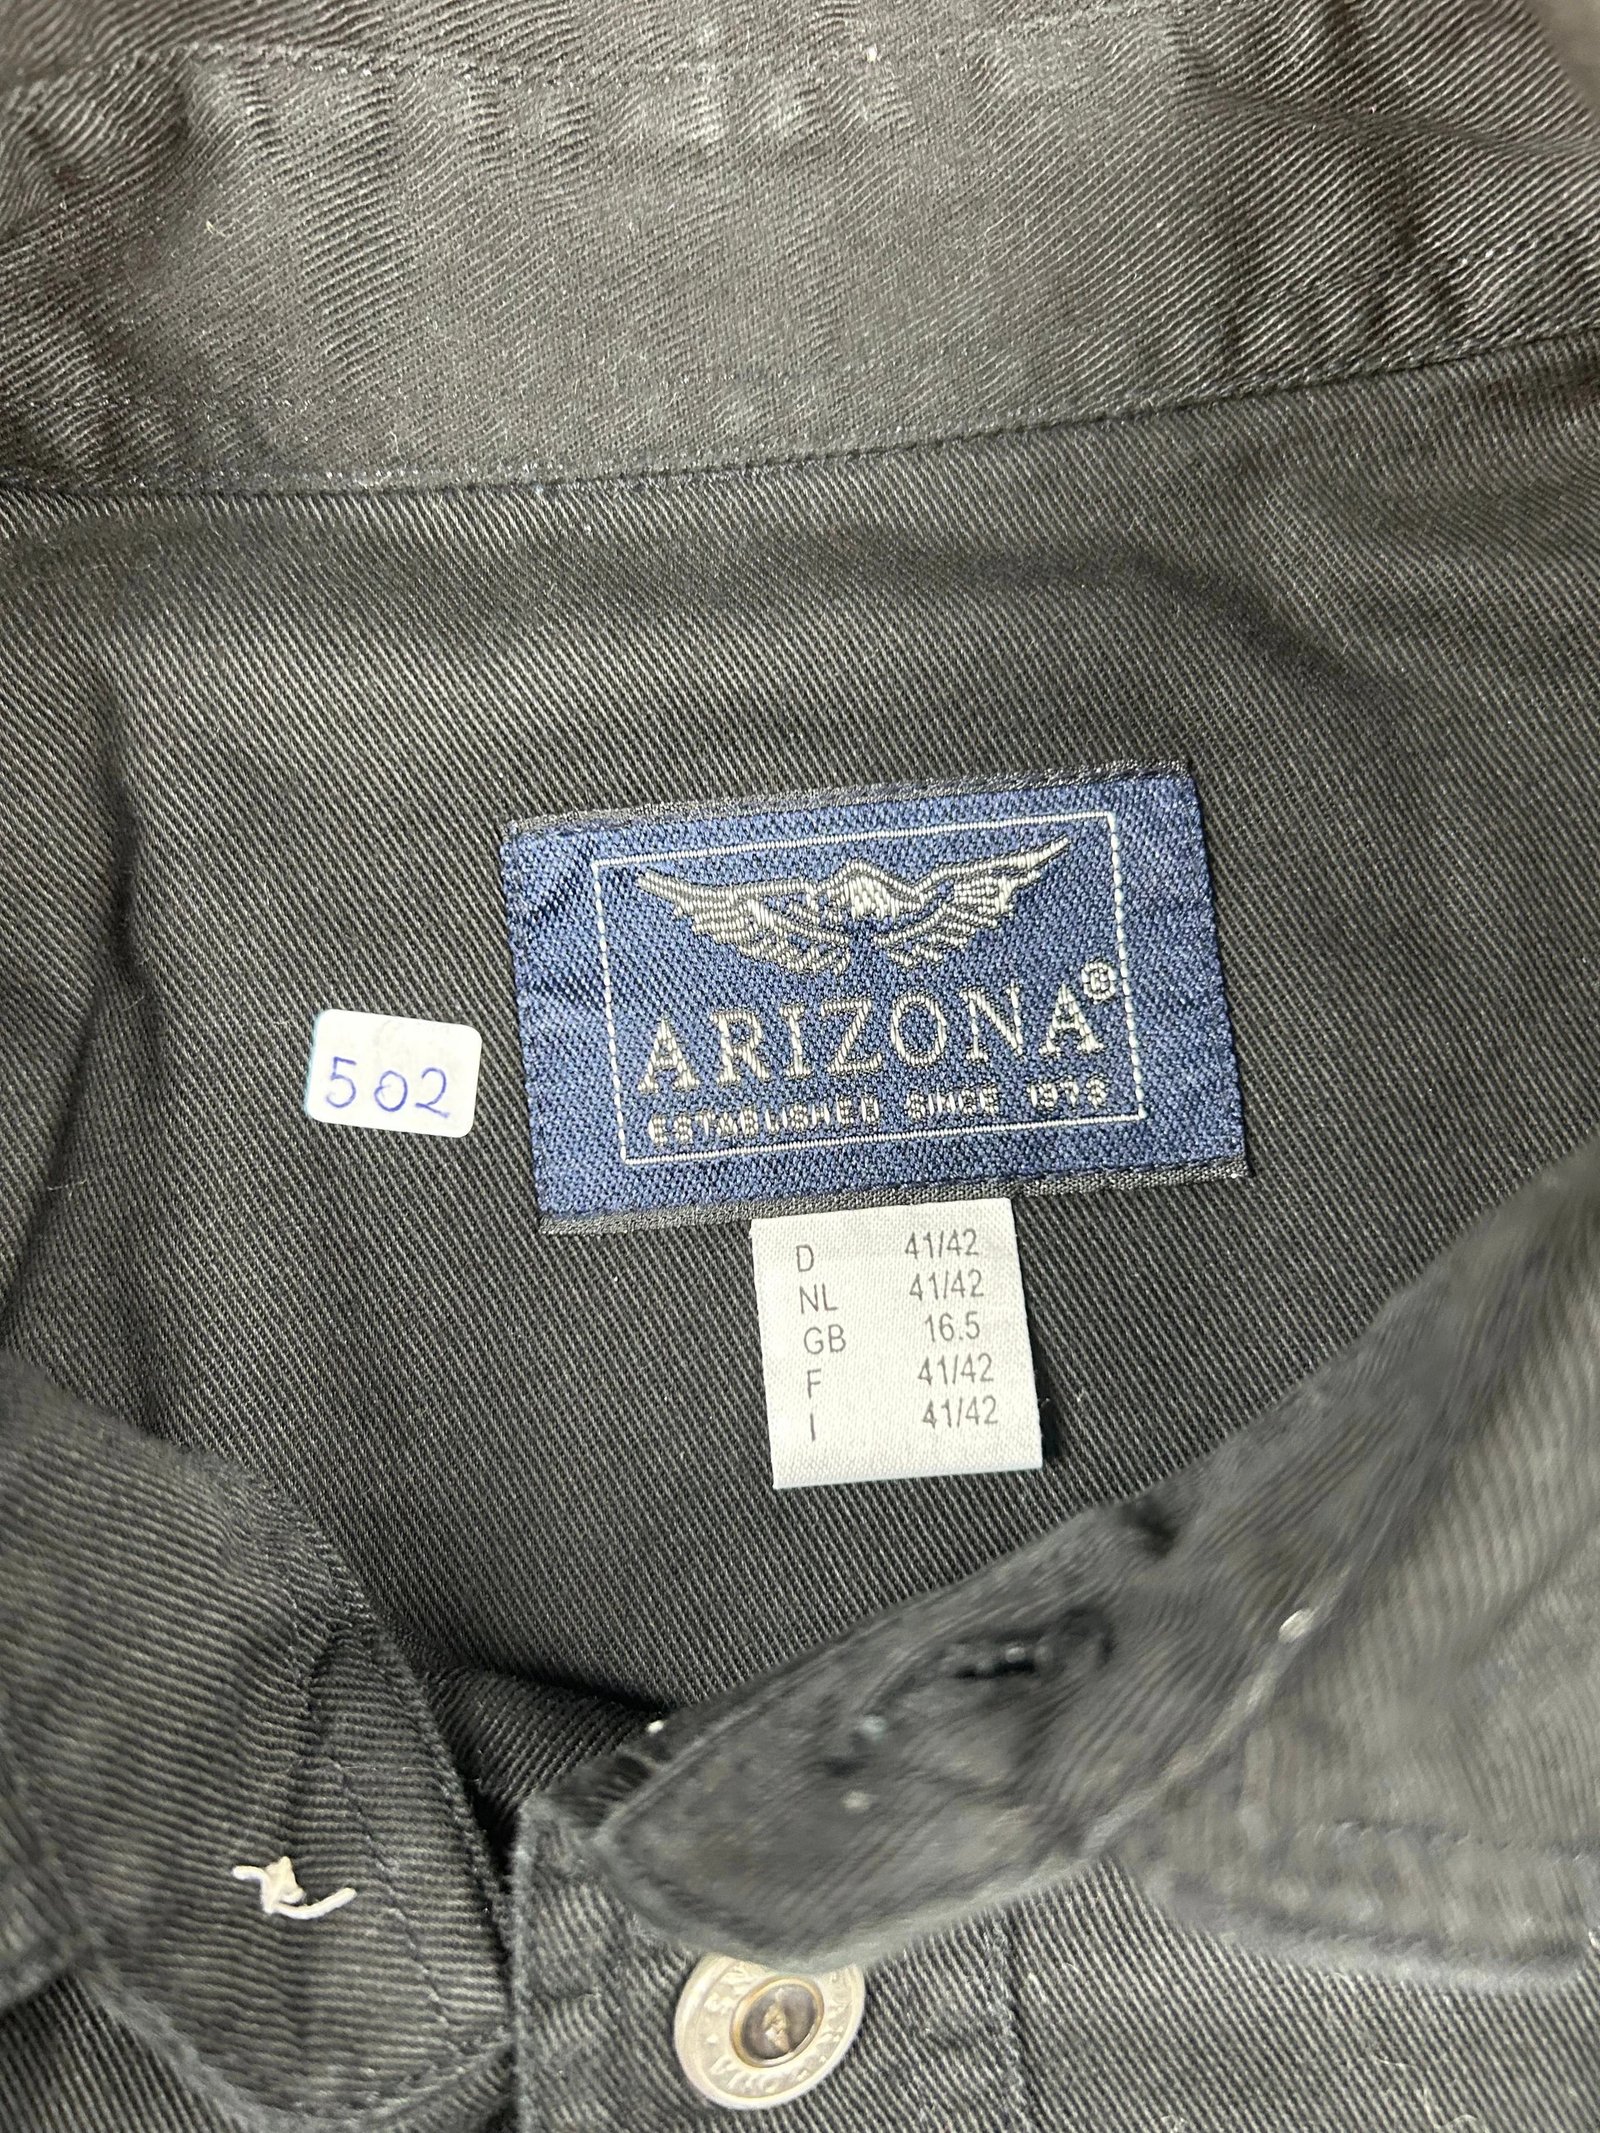 ARIZONA®
ESTABLISHED SINCE 1973
502
D 41/42
NL 41/42
GB 16.5
F 41/42
I 41/42